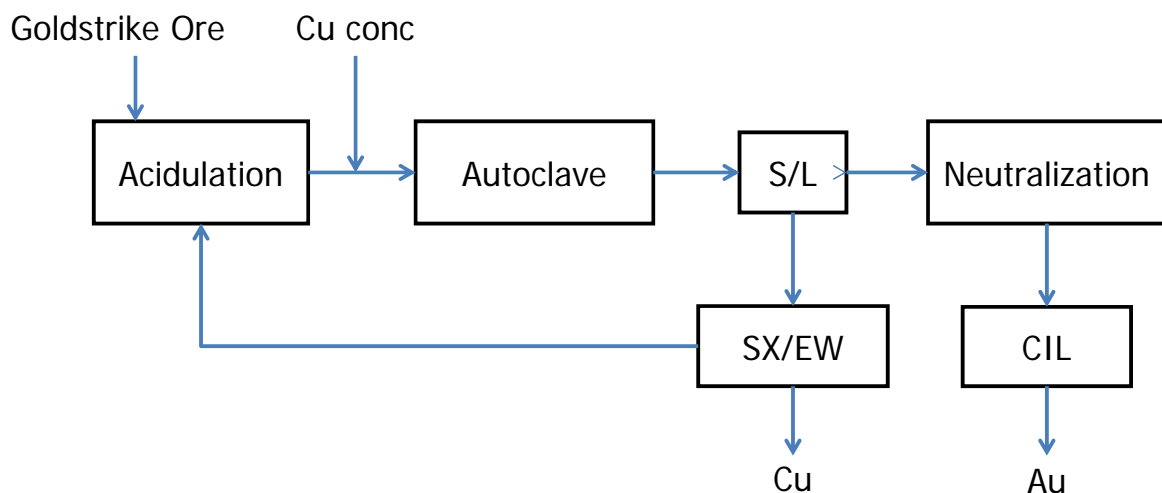 Goldstrike Ore
Cu conc
Acidulation
Autoclave
S/L
Neutralization
SX/EW
CIL
Cu
Au